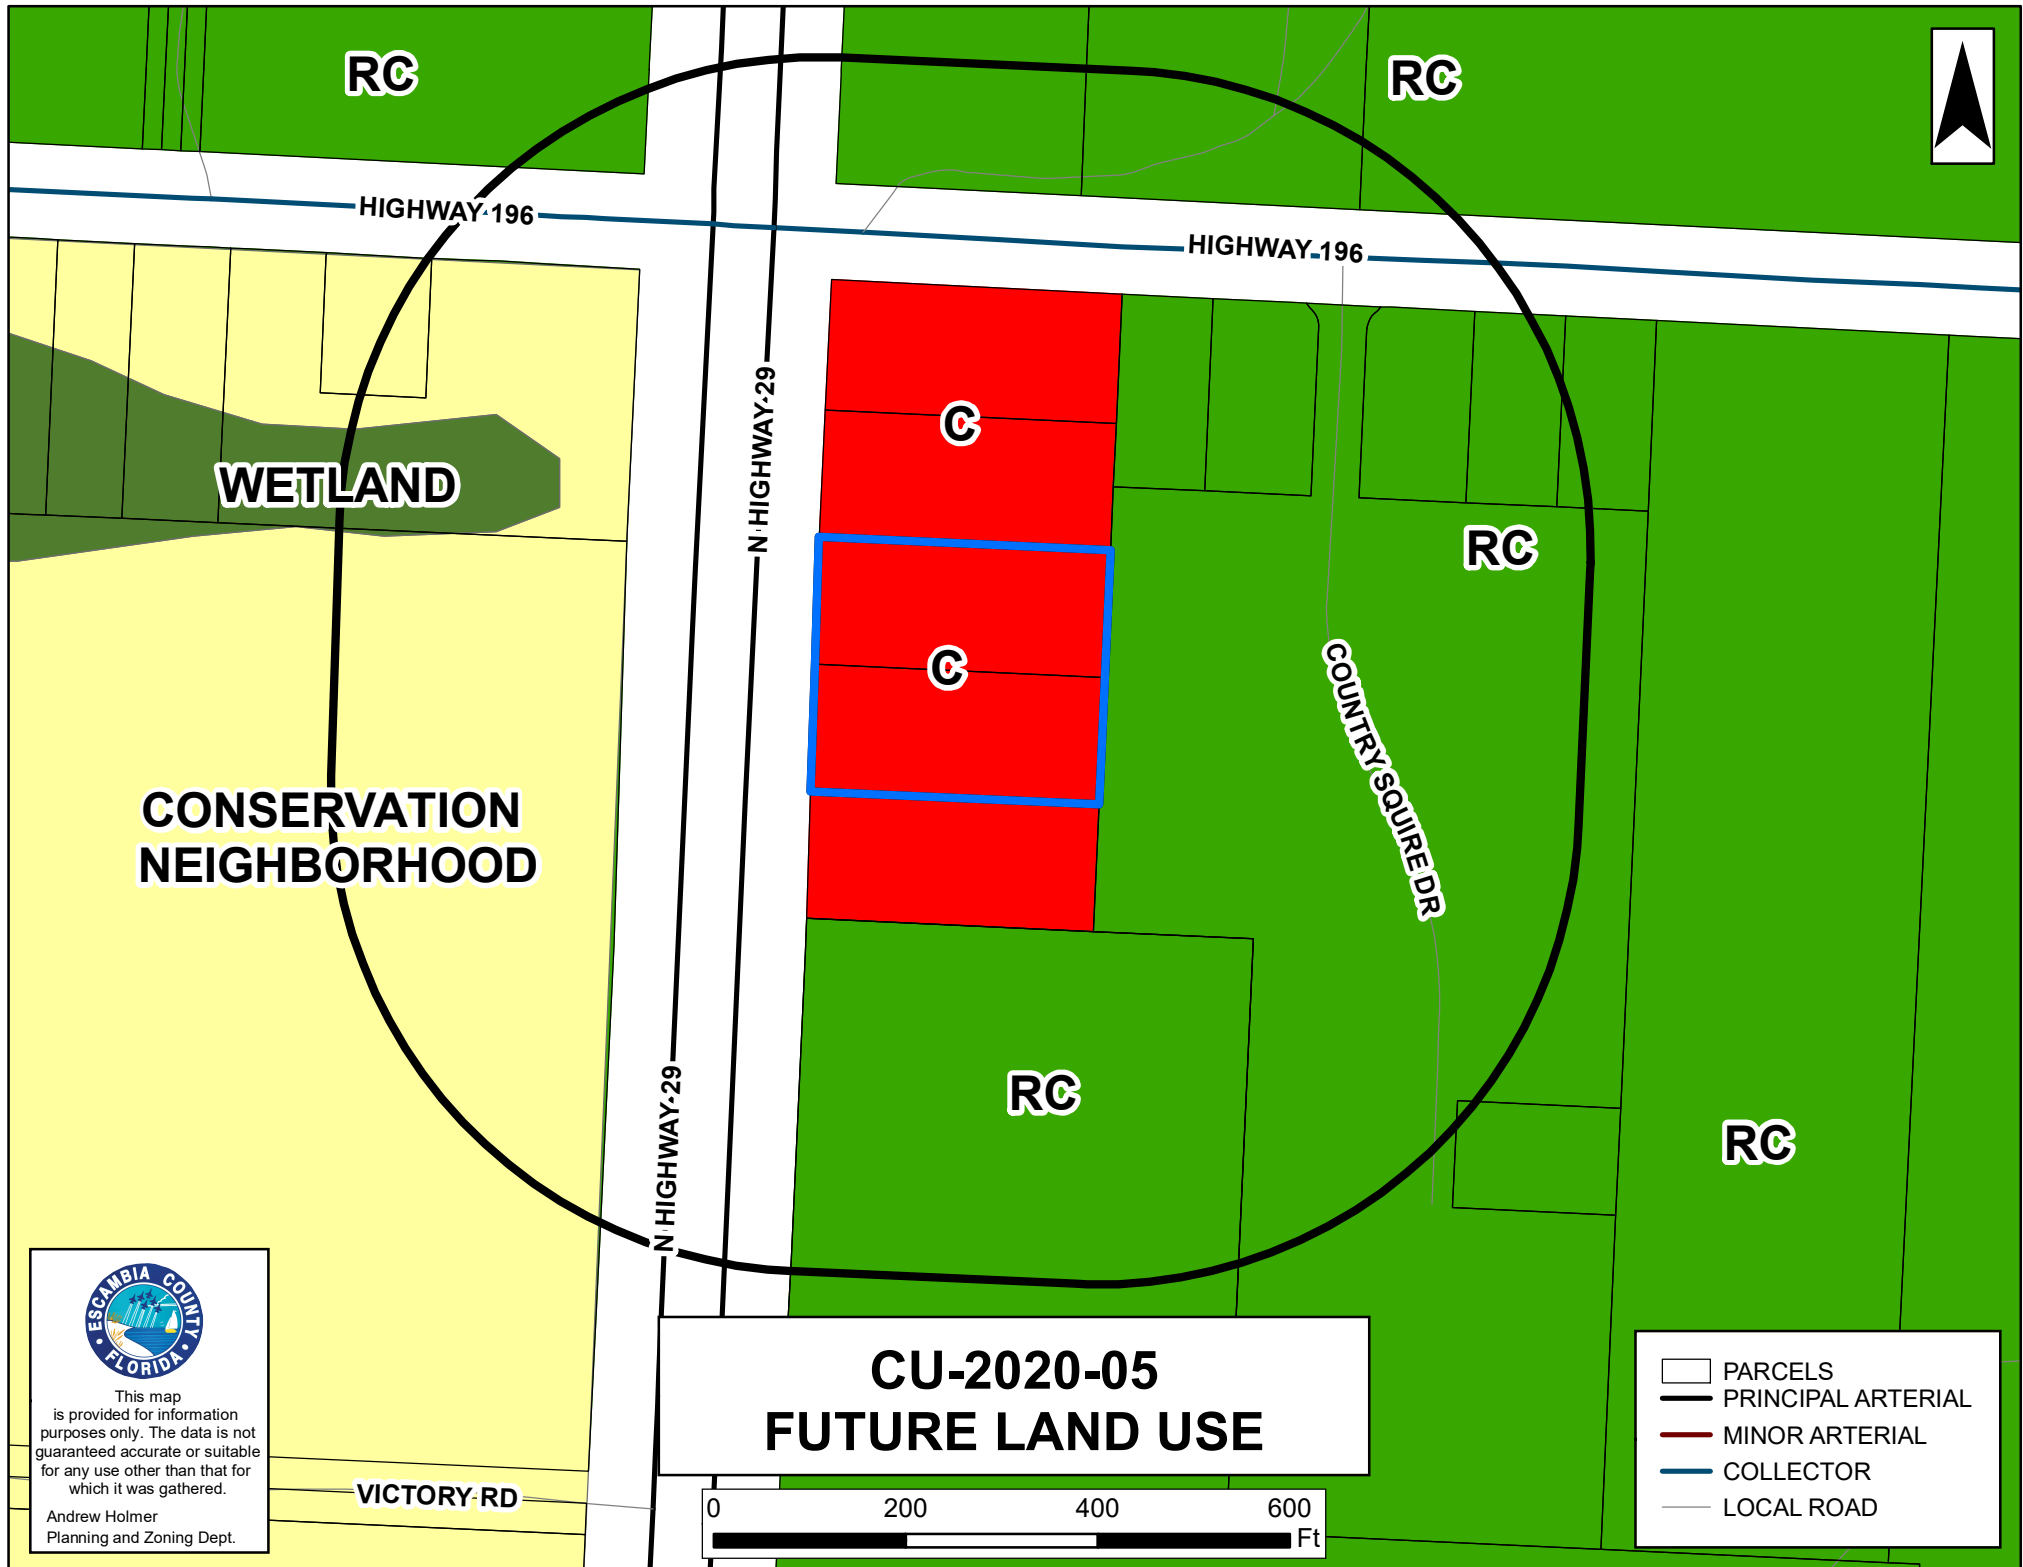 RC
RC
HIGHWAY 196
HIGHWAY 196
N HIGHWAY 29
C
WETLAND
RC
C
COUNTRY SQUIRE DR
CONSERVATION
NEIGHBORHOOD
N HIGHWAY 29
RC
RC
ESCAMBIA COUNTY
FLORIDA
This map
is provided for information
purposes only. The data is not
guaranteed accurate or suitable
for any use other than that for
which it was gathered.
Andrew Holmer
Planning and Zoning Dept.
VICTORY RD
CU-2020-05
FUTURE LAND USE
0 200 400 600
Ft
PARCELS
PRINCIPAL ARTERIAL
MINOR ARTERIAL
COLLECTOR
LOCAL ROAD